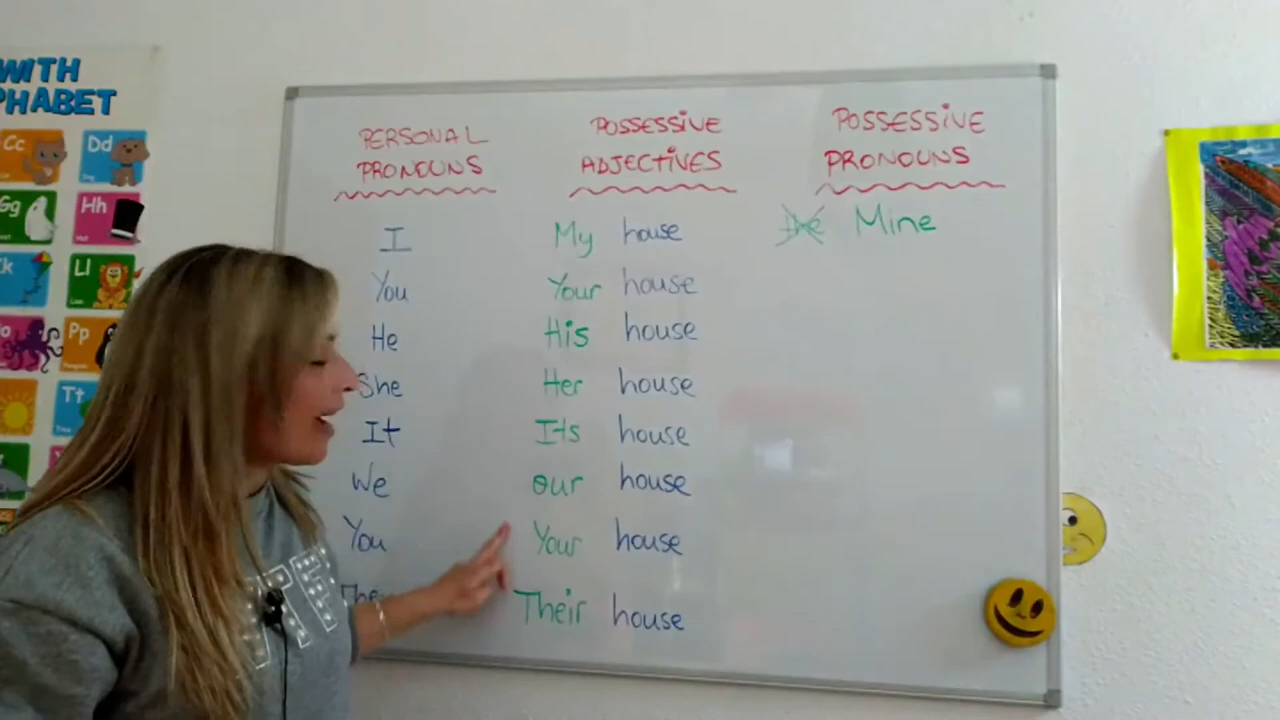 WITH
PHABET
Cc
Dd
Gg
Hh
Ll
Pp
Tt
PERSONAL
PRONOUNS
POSSESSIVE
ADJECTIVES
POSSESSIVE
PRONOUNS
I
My house
Mine
You
Your house
He
His house
She
Her house
It
Its house
We
Our house
You
Your house
Their house